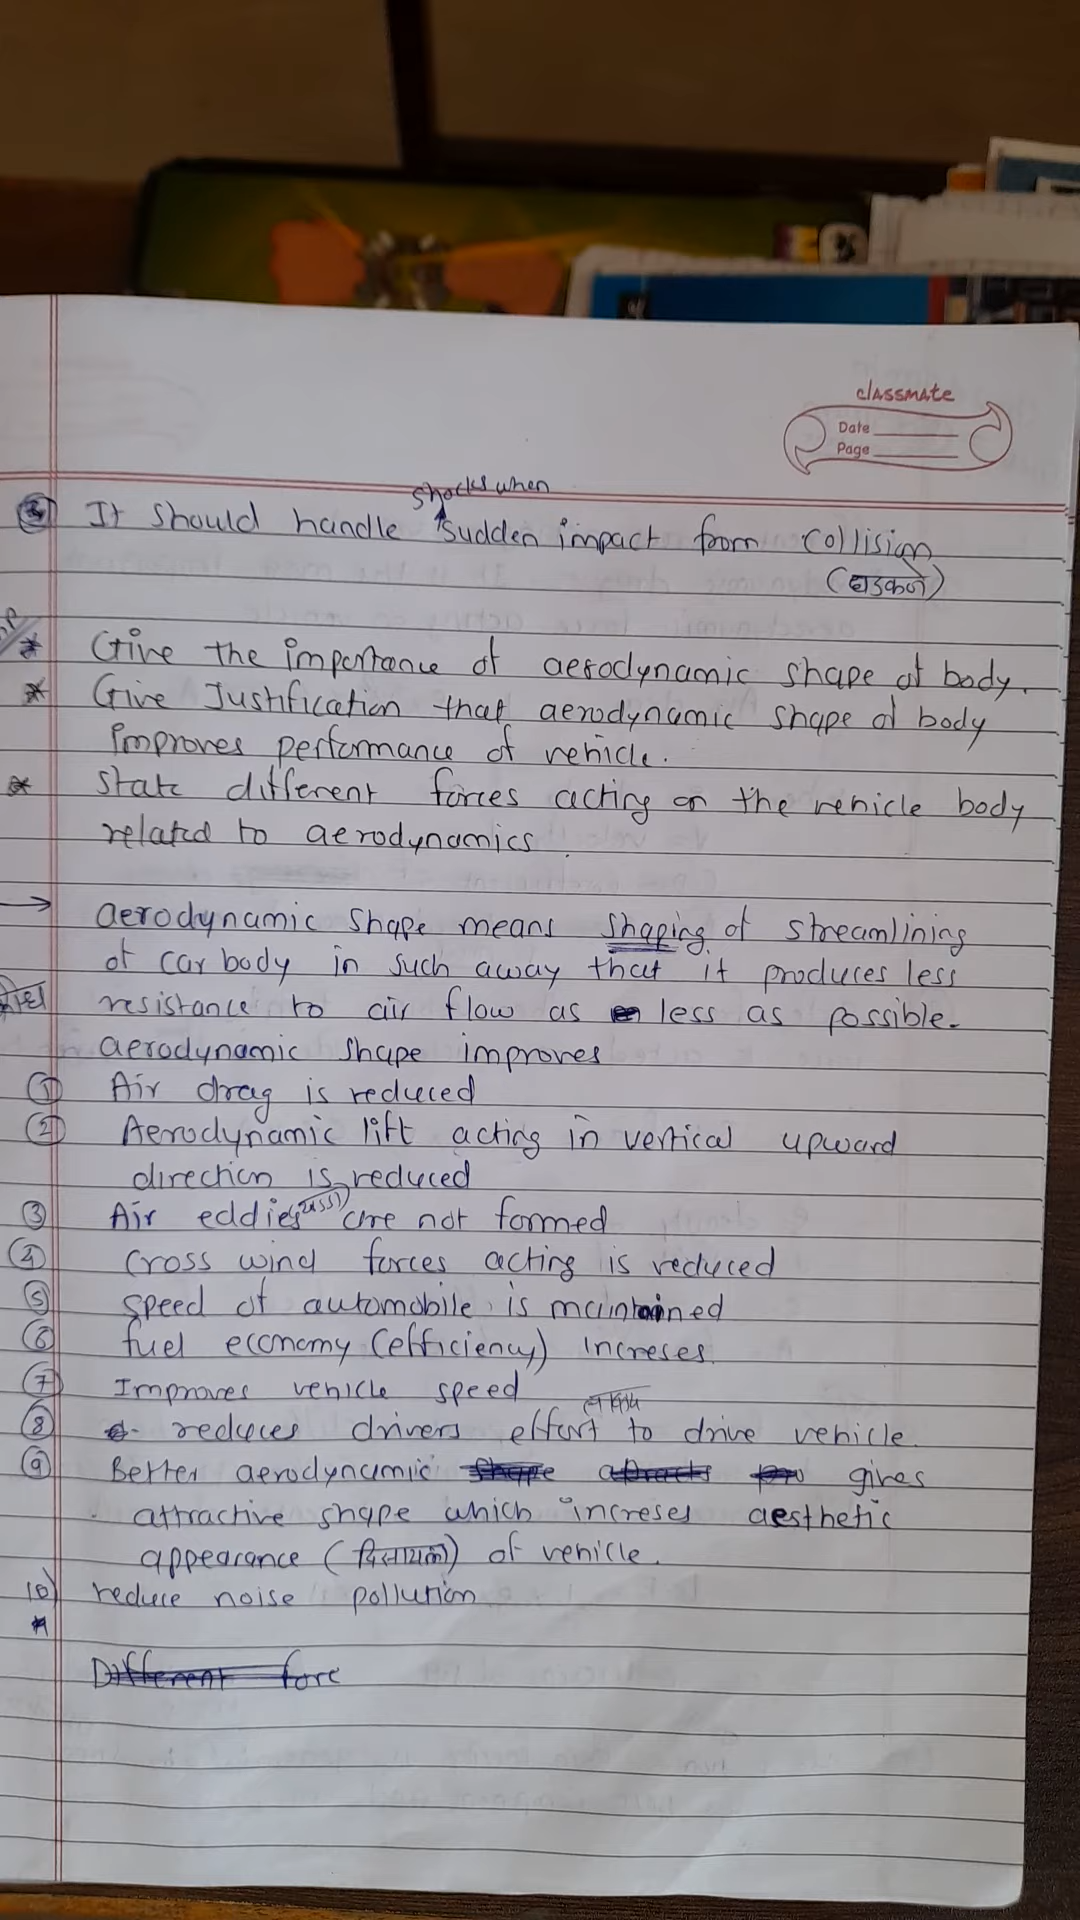 classmate
Date
Page
shocks when
③ It should handle sudden impact from collision
(धडकने)
* Give the importance of aerodynamic shape of body.
* Give Justification that aerodynamic shape of body
improves performance of vehicle.
* State different forces acting on the vehicle body
related to aerodynamics.
→ aerodynamic shape means shaping of streamlining
of car body in such away that it produces less
resistance to air flow as less as possible.
aerodynamic shape improves
① Air drag is reduced
② Aerodynamic lift acting in vertical upward
direction is reduced
③ Air eddies are not formed
④ Cross wind forces acting is reduced
⑤ speed of automobile is maintained
⑥ fuel economy (efficiency) increses.
⑦ Improves vehicle speed
⑧ reduces drivers effort to drive vehicle.
⑨ Better aerodynamic shape gives
attractive shape which increses aesthetic
appearance of vehicle.
10) reduce noise pollution
*
Different forc